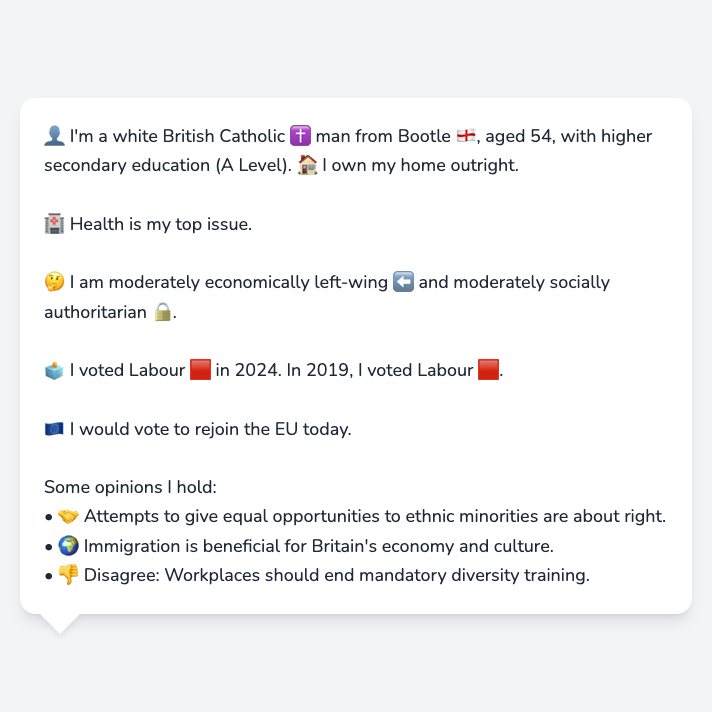 👤 I'm a white British Catholic ✝️ man from Bootle 🏴󠁧󠁢󠁥󠁮󠁧󠁿, aged 54, with higher
secondary education (A Level). 🏠 I own my home outright.
🏥 Health is my top issue.
🤔 I am moderately economically left-wing ⬅️ and moderately socially
authoritarian 🔒.
🗳️ I voted Labour 🟥 in 2024. In 2019, I voted Labour 🟥.
🇪🇺 I would vote to rejoin the EU today.
Some opinions I hold:
• 🤝 Attempts to give equal opportunities to ethnic minorities are about right.
• 🌍 Immigration is beneficial for Britain's economy and culture.
• 👎 Disagree: Workplaces should end mandatory diversity training.